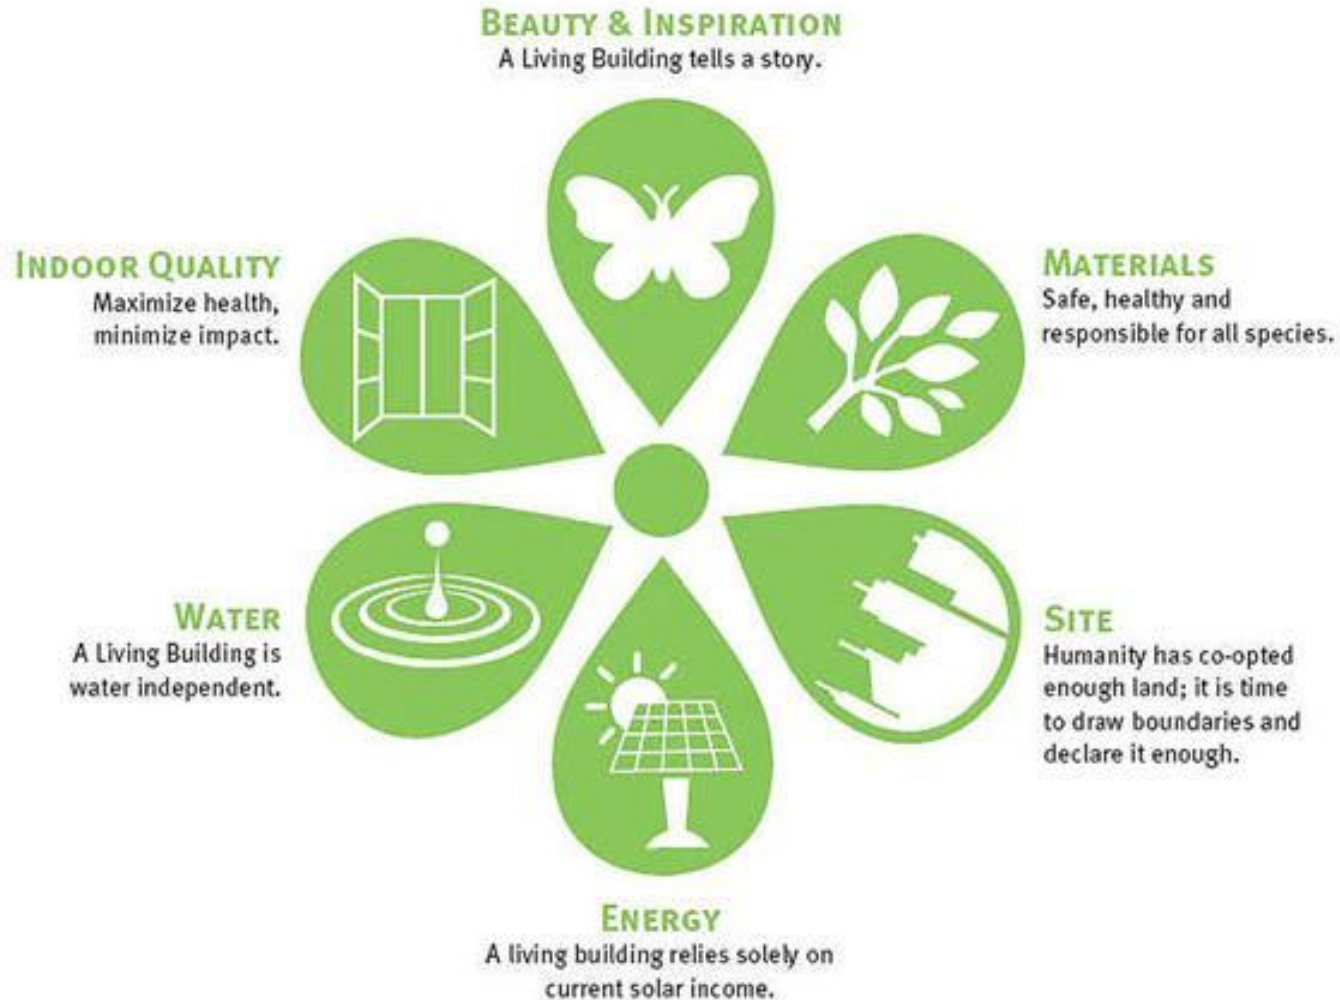 BEAUTY & INSPIRATION
A Living Building tells a story.
INDOOR QUALITY
Maximize health,
minimize impact.
MATERIALS
Safe, healthy and
responsible for all species.
WATER
A Living Building is
water independent.
SITE
Humanity has co-opted
enough land; it is time
to draw boundaries and
declare it enough.
ENERGY
A living building relies solely on
current solar income.